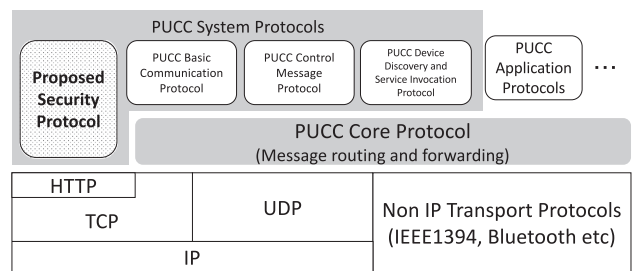 PUCC System Protocols
Proposed
Security
Protocol
PUCC Basic
Communication
Protocol
PUCC Control
Message
Protocol
PUCC Device
Discovery and
Service Invocation
Protocol
PUCC
Application
Protocols
...
PUCC Core Protocol
(Message routing and forwarding)
HTTP
TCP
UDP
IP
Non IP Transport Protocols
(IEEE1394, Bluetooth etc)